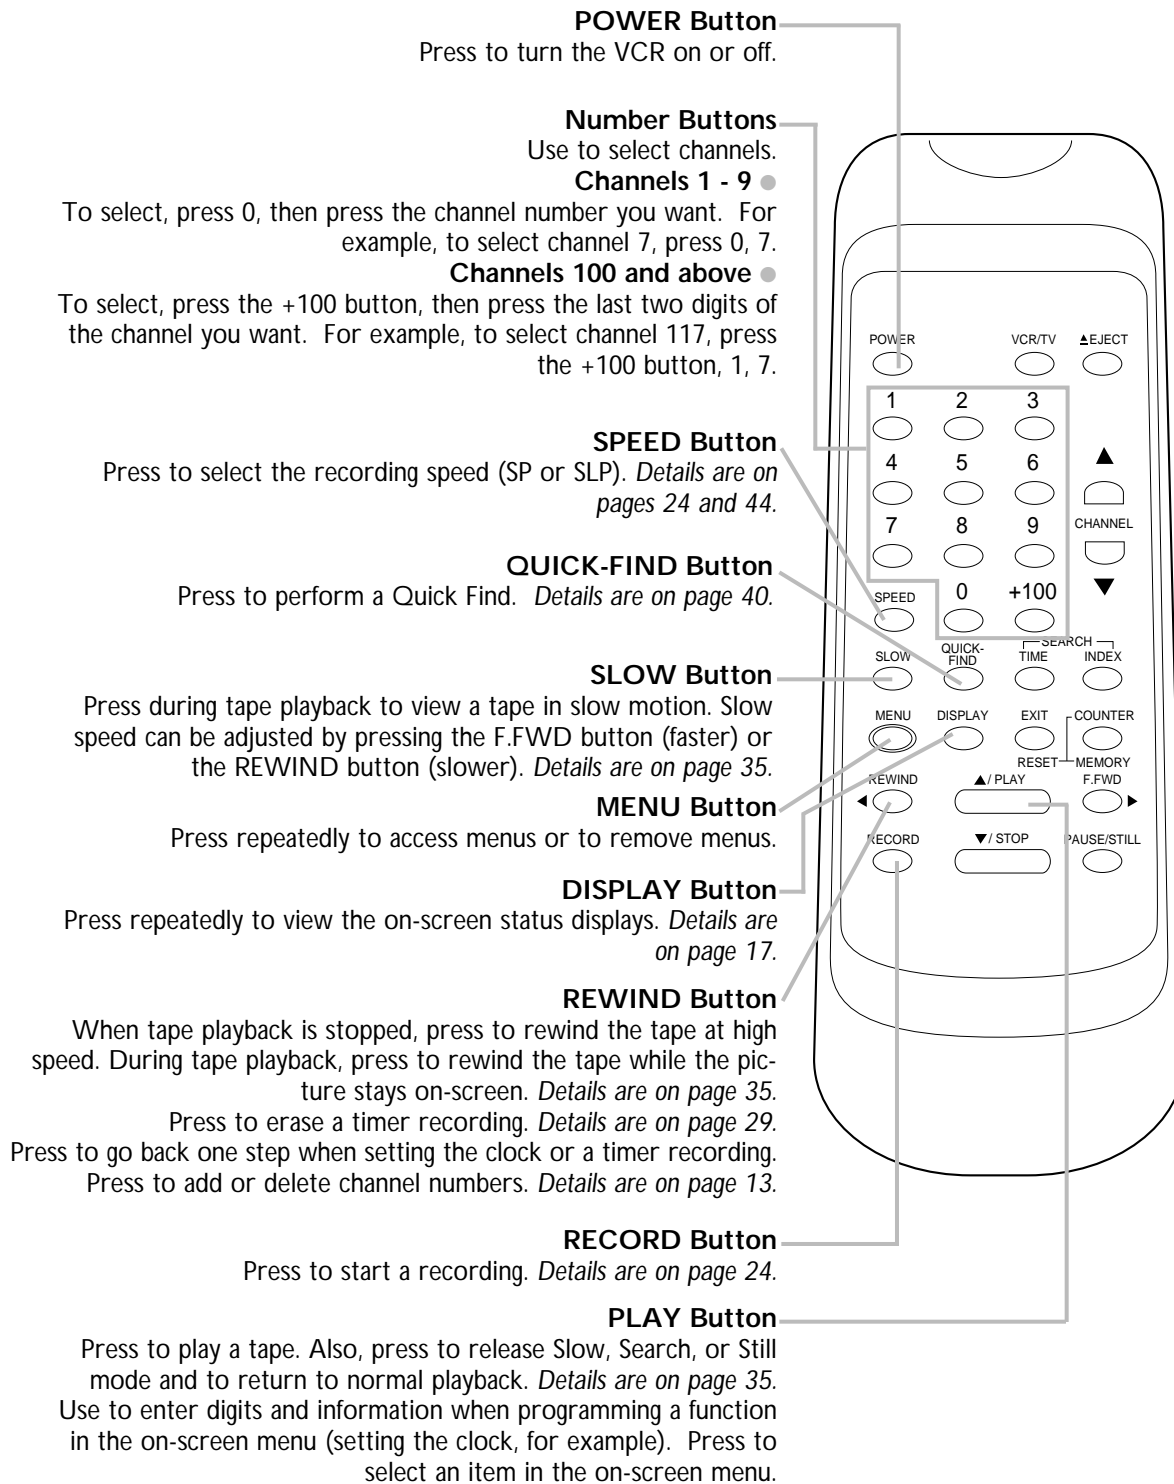 POWER Button
Press to turn the VCR on or off.
Number Buttons
Use to select channels.
Channels 1 - 9 ●
To select, press 0, then press the channel number you want. For
example, to select channel 7, press 0, 7.
Channels 100 and above ●
To select, press the +100 button, then press the last two digits of
the channel you want. For example, to select channel 117, press
the +100 button, 1, 7.
SPEED Button
Press to select the recording speed (SP or SLP). Details are on
pages 24 and 44.
QUICK-FIND Button
Press to perform a Quick Find. Details are on page 40.
SLOW Button
Press during tape playback to view a tape in slow motion. Slow
speed can be adjusted by pressing the F.FWD button (faster) or
the REWIND button (slower). Details are on page 35.
MENU Button
Press repeatedly to access menus or to remove menus.
DISPLAY Button
Press repeatedly to view the on-screen status displays. Details are
on page 17.
REWIND Button
When tape playback is stopped, press to rewind the tape at high
speed. During tape playback, press to rewind the tape while the pic-
ture stays on-screen. Details are on page 35.
Press to erase a timer recording. Details are on page 29.
Press to go back one step when setting the clock or a timer recording.
Press to add or delete channel numbers. Details are on page 13.
RECORD Button
Press to start a recording. Details are on page 24.
PLAY Button
Press to play a tape. Also, press to release Slow, Search, or Still
mode and to return to normal playback. Details are on page 35.
Use to enter digits and information when programming a function
in the on-screen menu (setting the clock, for example). Press to
select an item in the on-screen menu.
POWER VCR/TV ▲EJECT
1 2 3
4 5 6 ▲
7 8 9 CHANNEL
SPEED 0 +100 ▼
SEARCH
SLOW QUICK-
FIND TIME INDEX
MENU DISPLAY EXIT COUNTER
RESET MEMORY
◀ REWIND ▲/ PLAY F.FWD ▶
RECORD ▼/ STOP PAUSE/STILL